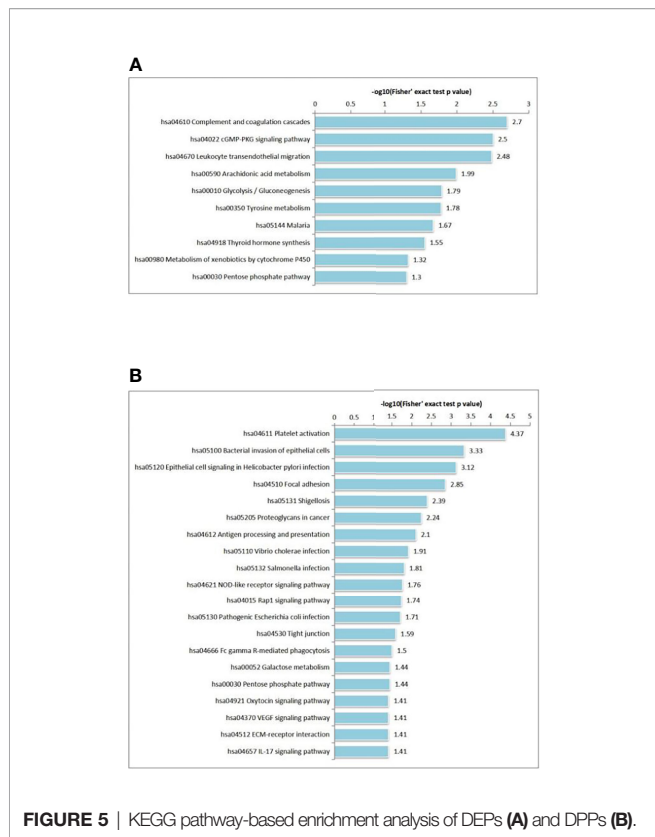 A
-og10(Fisher' exact test p value)
0 0.5 1 1.5 2 2.5 3
hsa04610 Complement and coagulation cascades 2.7
hsa04022 cGMP-PKG signaling pathway 2.5
hsa04670 Leukocyte transendothelial migration 2.48
hsa00590 Arachidonic acid metabolism 1.99
hsa00010 Glycolysis / Gluconeogenesis 1.79
hsa00350 Tyrosine metabolism 1.78
hsa05144 Malaria 1.67
hsa04918 Thyroid hormone synthesis 1.55
hsa00980 Metabolism of xenobiotics by cytochrome P450 1.32
hsa00030 Pentose phosphate pathway 1.3
B
-log10(Fisher' exact test p value)
0 0.5 1 1.5 2 2.5 3 3.5 4 4.5 5
hsa04611 Platelet activation 4.37
hsa05100 Bacterial invasion of epithelial cells 3.33
hsa05120 Epithelial cell signaling in Helicobacter pylori infection 3.12
hsa04510 Focal adhesion 2.85
hsa05131 Shigellosis 2.39
hsa05205 Proteoglycans in cancer 2.24
hsa04612 Antigen processing and presentation 2.1
hsa05110 Vibrio cholerae infection 1.91
hsa05132 Salmonella infection 1.81
hsa04621 NOD-like receptor signaling pathway 1.76
hsa04015 Rap1 signaling pathway 1.74
hsa05130 Pathogenic Escherichia coli infection 1.71
hsa04530 Tight junction 1.59
hsa04666 Fc gamma R-mediated phagocytosis 1.5
hsa00052 Galactose metabolism 1.44
hsa00030 Pentose phosphate pathway 1.44
hsa04921 Oxytocin signaling pathway 1.41
hsa04370 VEGF signaling pathway 1.41
hsa04512 ECM-receptor interaction 1.41
hsa04657 IL-17 signaling pathway 1.41
FIGURE 5 | KEGG pathway-based enrichment analysis of DEPs (A) and DPPs (B).